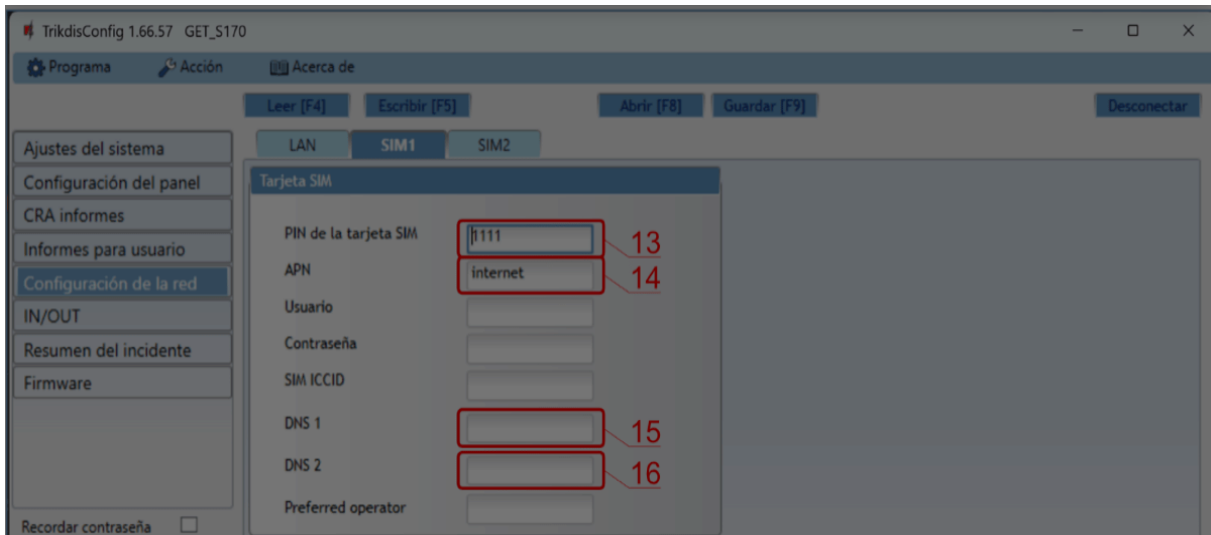 TrikdisConfig 1.66.57 GET_S170
Programa Acción Acerca de
Leer [F4] Escribir [F5] Abrir [F8] Guardar [F9] Desconectar
Ajustes del sistema
Configuración del panel
CRA informes
Informes para usuario
Configuración de la red
IN/OUT
Resumen del incidente
Firmware
Recordar contraseña
LAN SIM1 SIM2
Tarjeta SIM
PIN de la tarjeta SIM 1111 13
APN internet 14
Usuario
Contraseña
SIM ICCID
DNS 1 15
DNS 2 16
Preferred operator